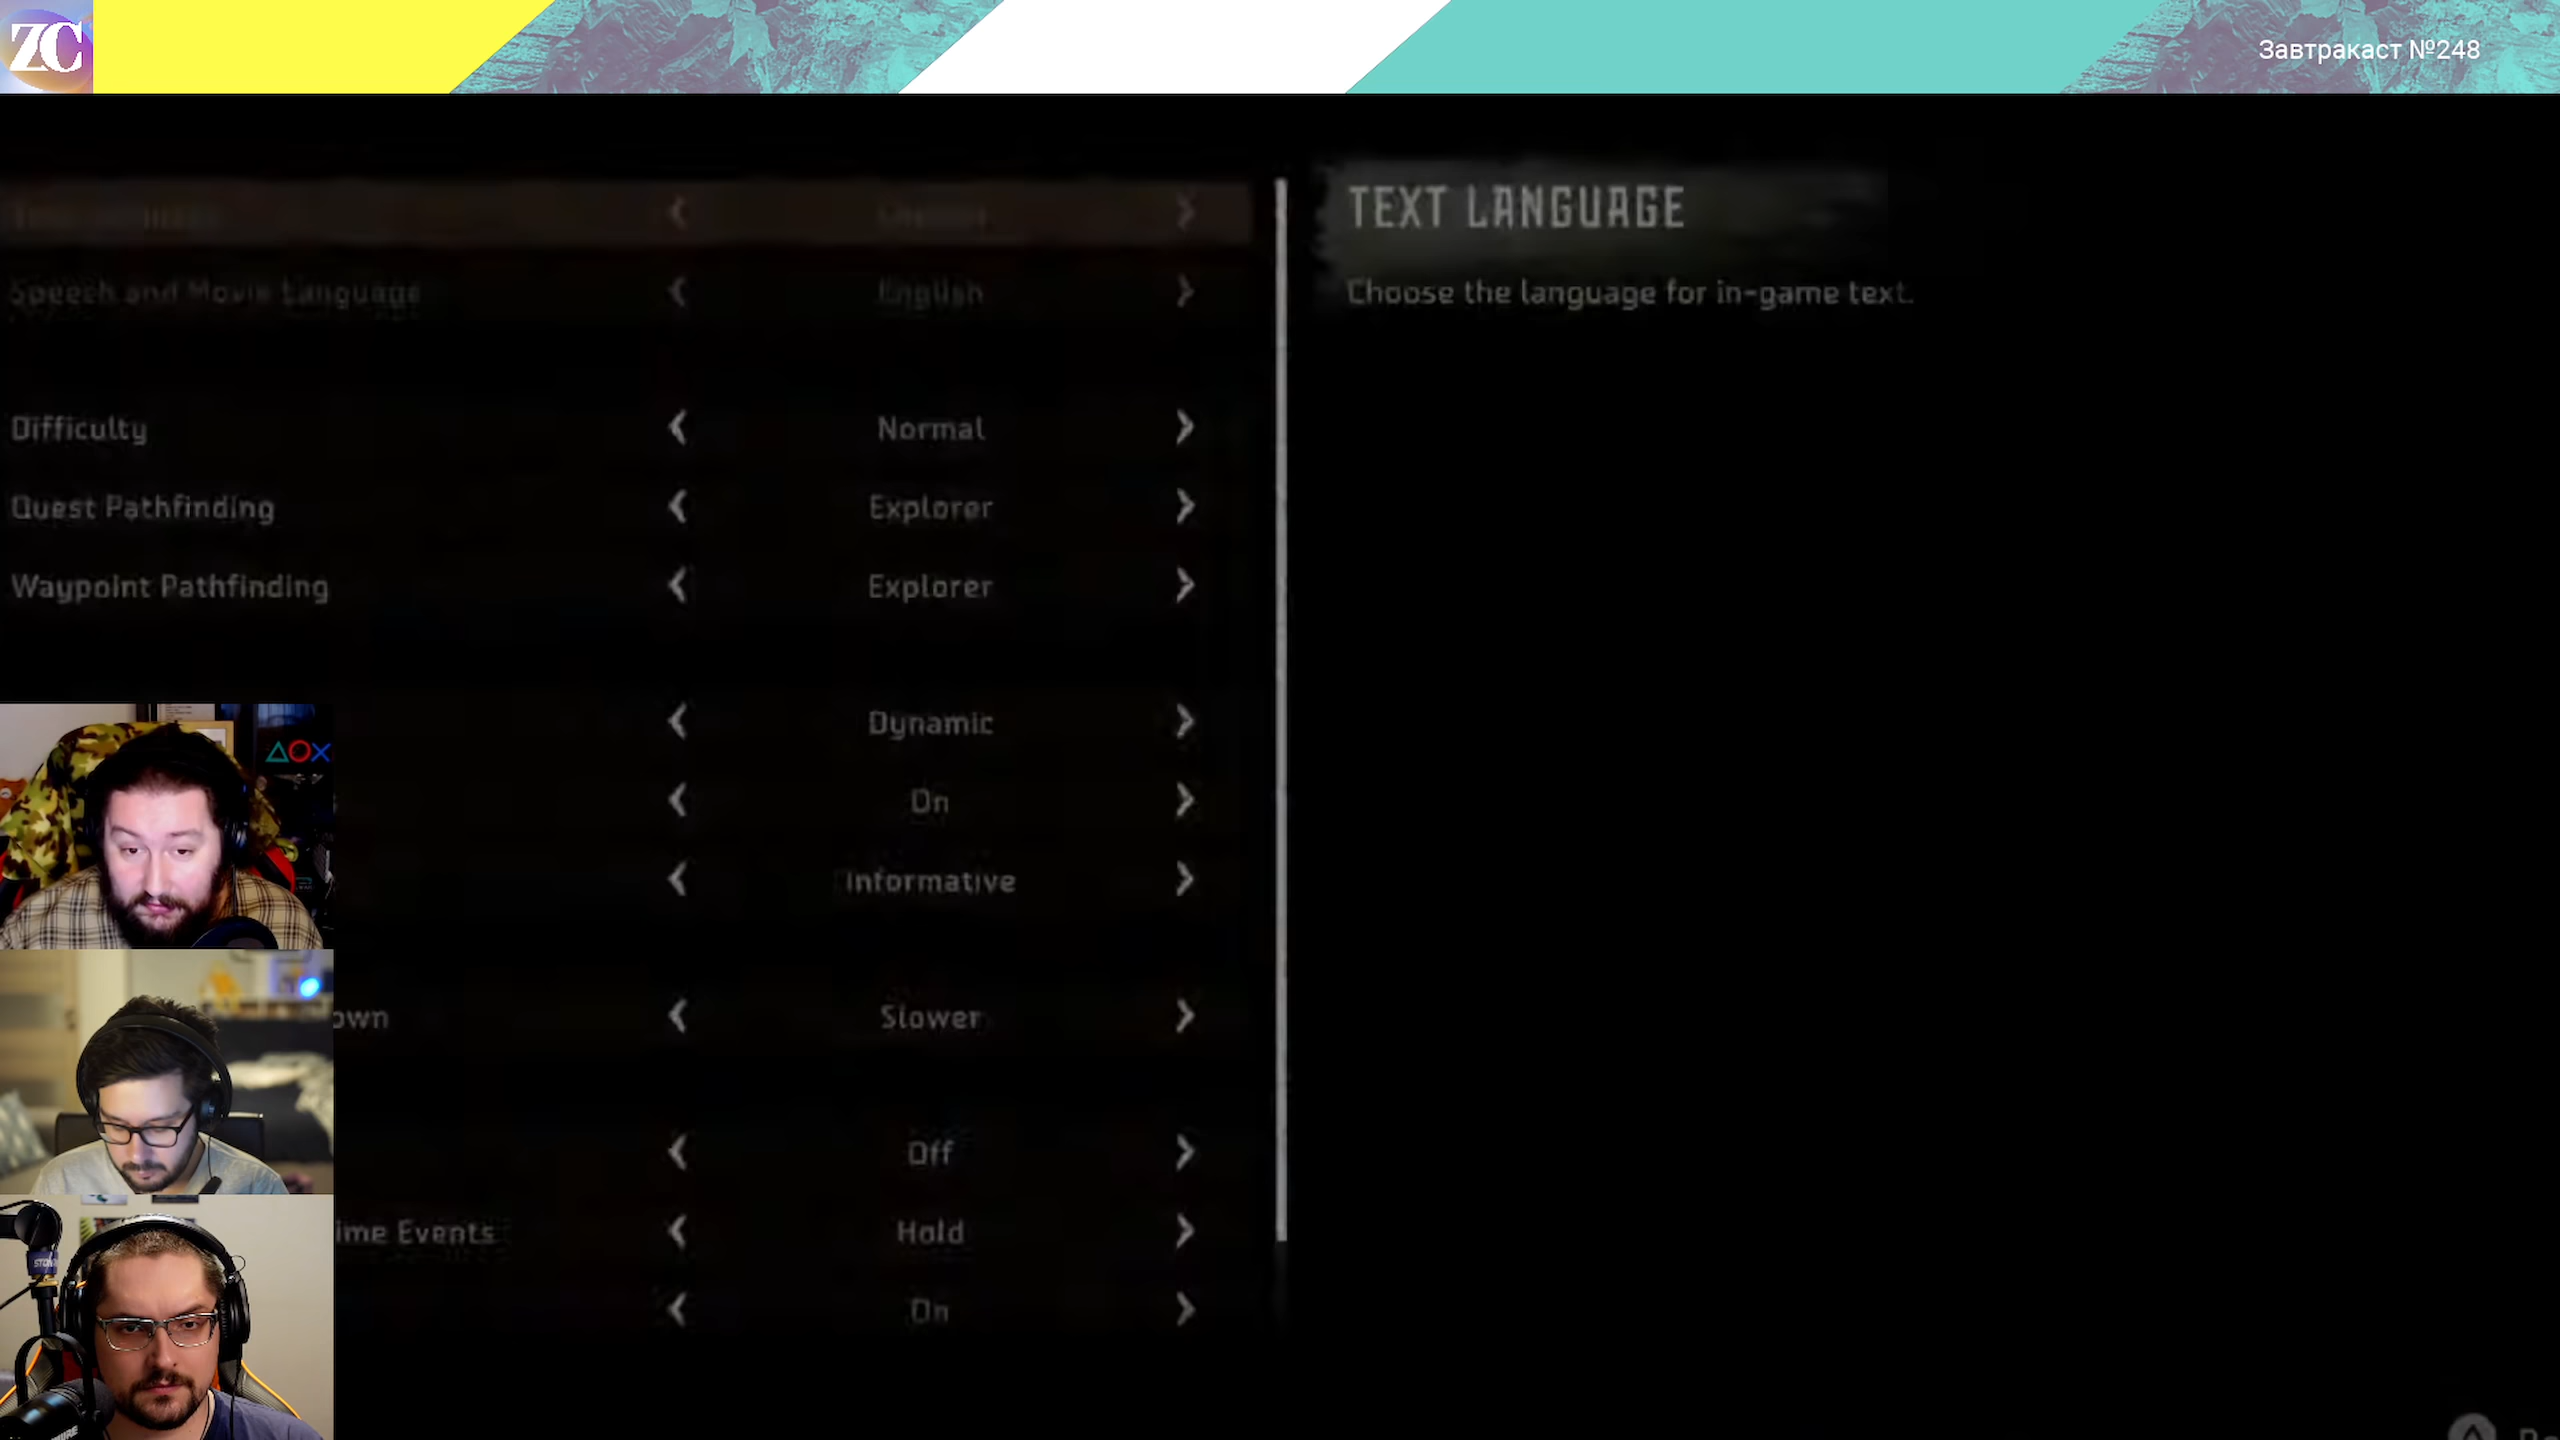 ZC
Завтракаст №248
TEXT LANGUAGE
Choose the language for in-game text.
Speech and Movie Language English
Difficulty Normal
Quest Pathfinding Explorer
Waypoint Pathfinding Explorer
Dynamic
On
Informative
own Slower
Off
ime Events Hold
On